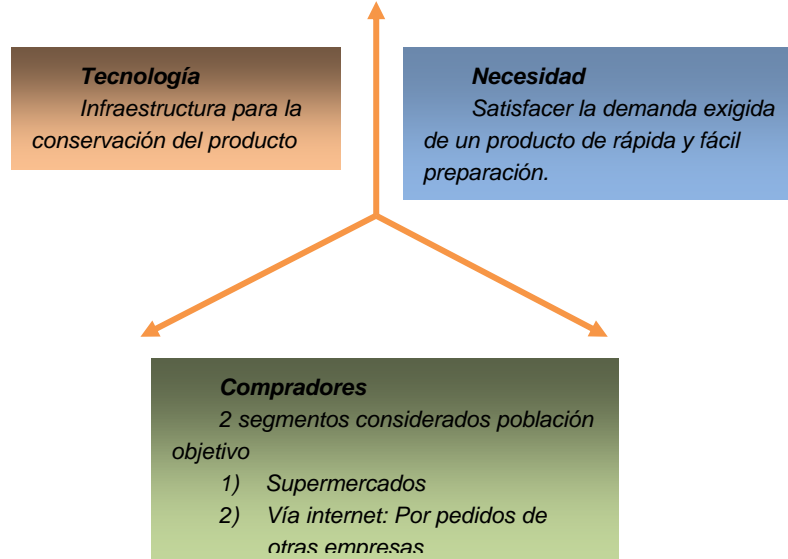 Tecnología
Infraestructura para la
conservación del producto
Necesidad
Satisfacer la demanda exigida
de un producto de rápida y fácil
preparación.
Compradores
2 segmentos considerados población
objetivo
1) Supermercados
2) Vía internet: Por pedidos de
otras empresas